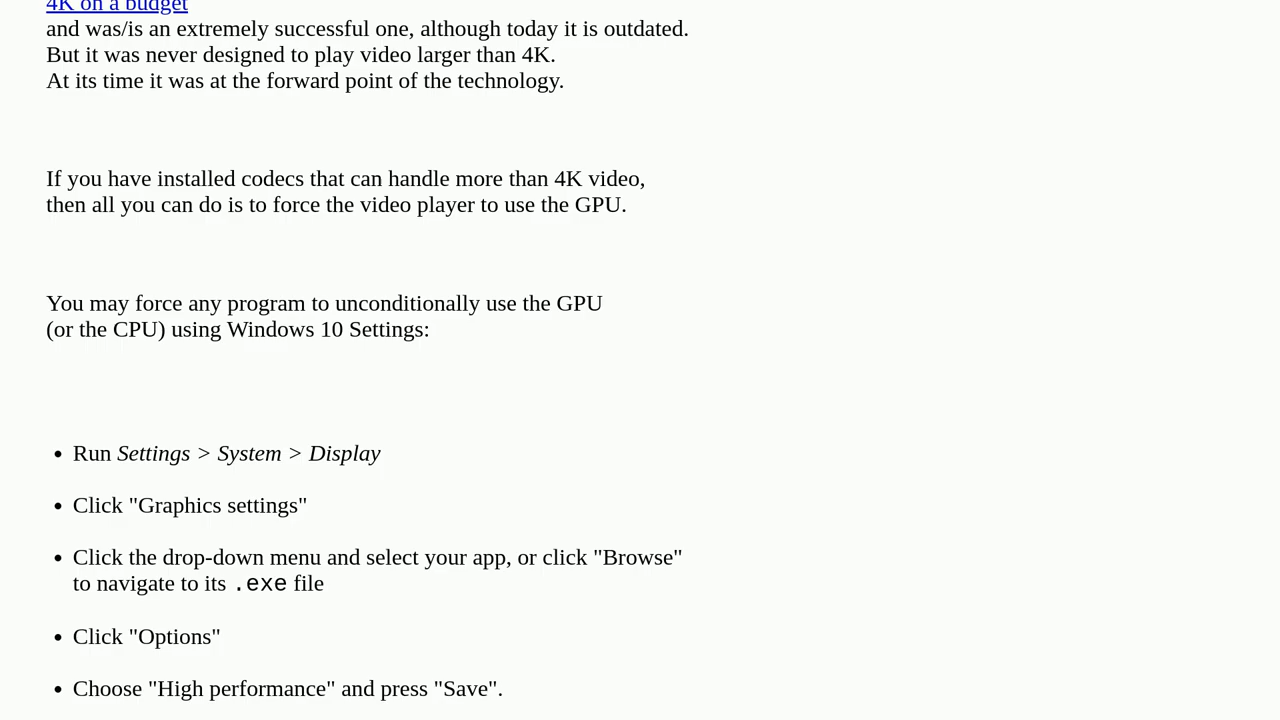 4K on a budget
and was/is an extremely successful one, although today it is outdated.
But it was never designed to play video larger than 4K.
At its time it was at the forward point of the technology.
If you have installed codecs that can handle more than 4K video,
then all you can do is to force the video player to use the GPU.
You may force any program to unconditionally use the GPU
(or the CPU) using Windows 10 Settings:
• Run Settings > System > Display
• Click "Graphics settings"
• Click the drop-down menu and select your app, or click "Browse"
to navigate to its .exe file
• Click "Options"
• Choose "High performance" and press "Save".